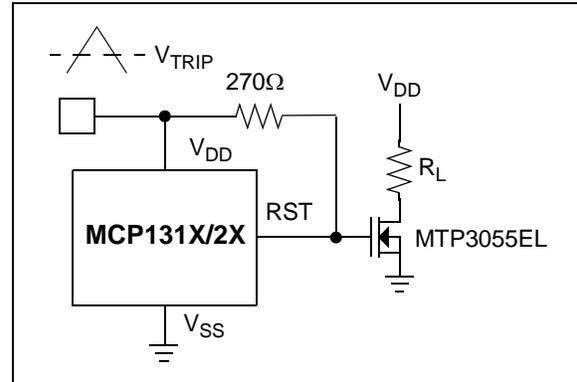 V_TRIP
270Ω
V_DD
V_DD
R_L
RST
MCP131X/2X
MTP3055EL
V_SS